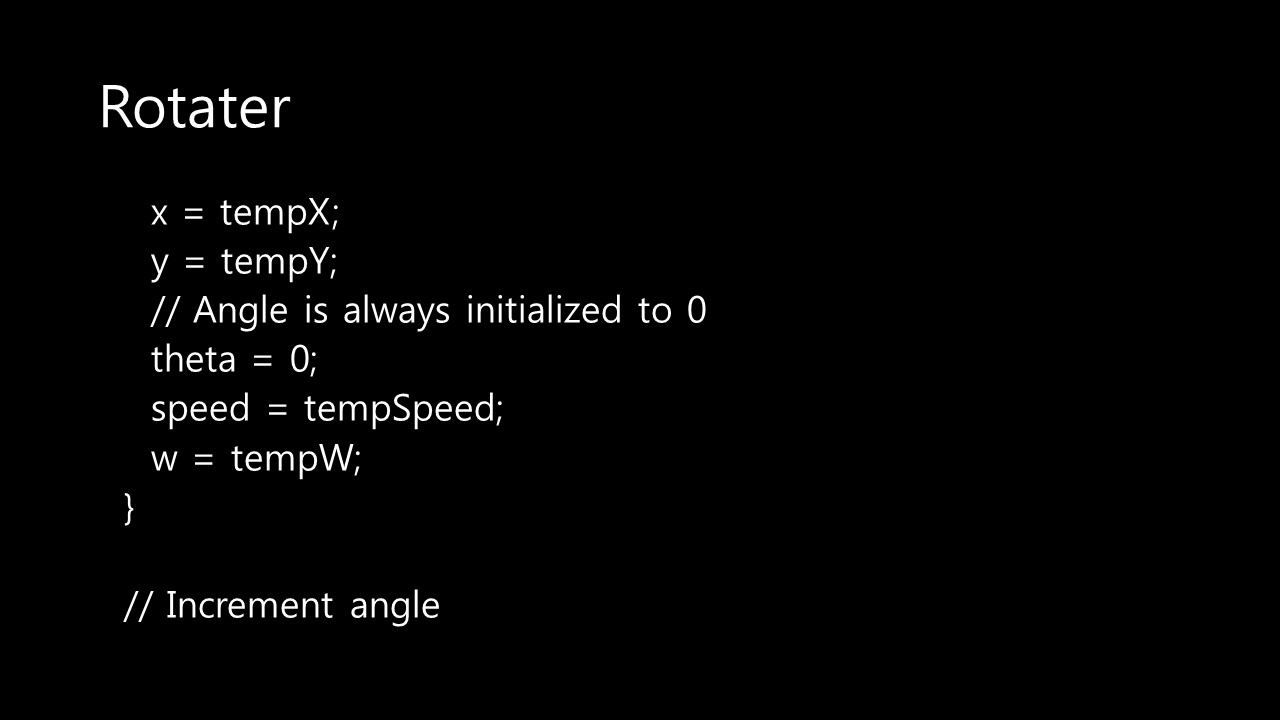 Rotater
x = tempX;
y = tempY;
// Angle is always initialized to 0
theta = 0;
speed = tempSpeed;
w = tempW;
}
// Increment angle